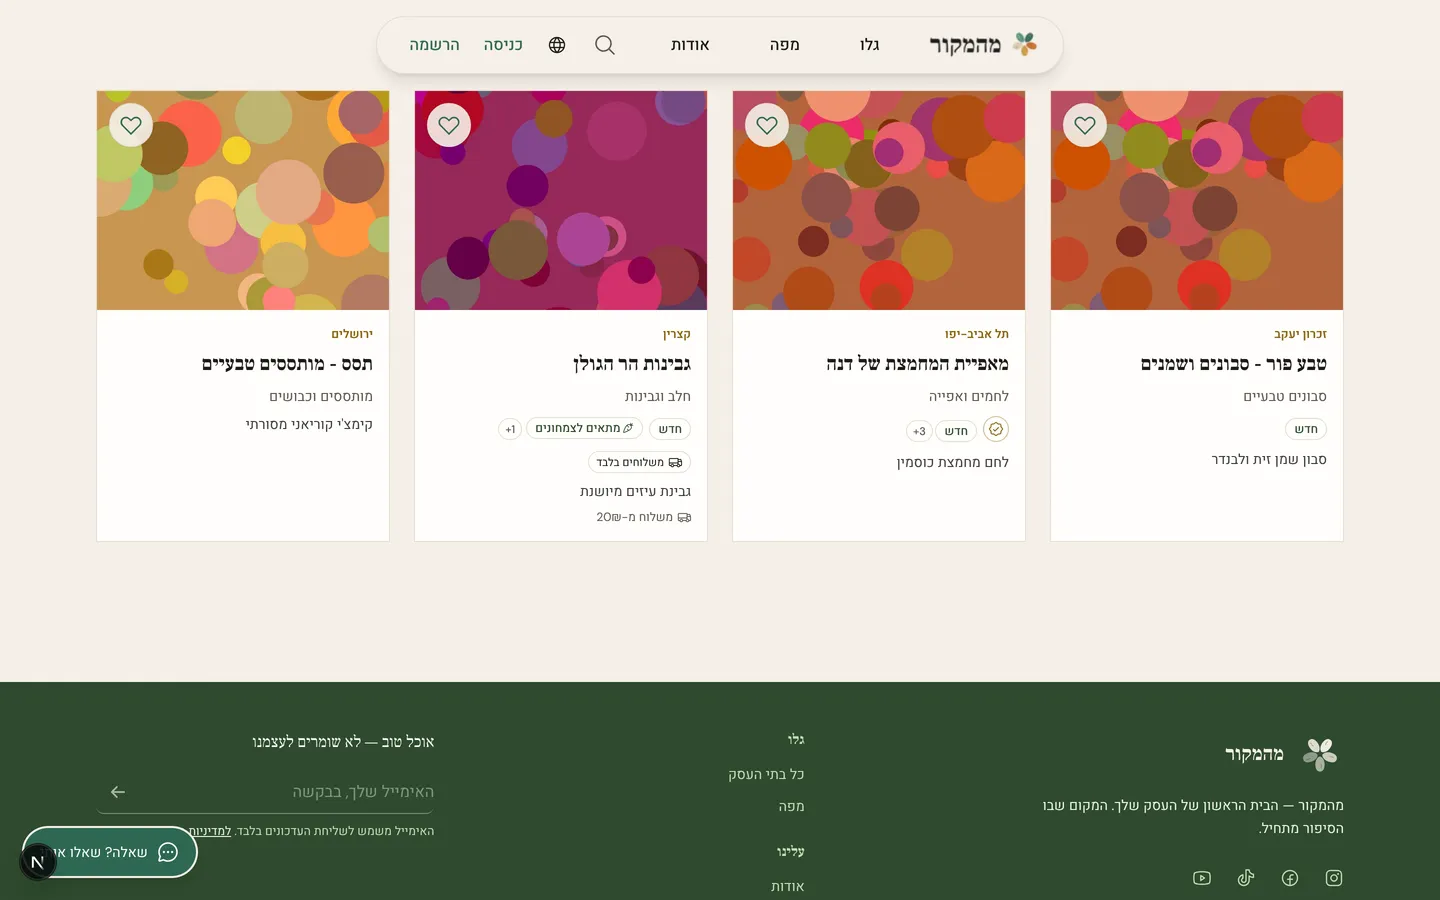 מהמקור
גלו
מפה
אודות
כניסה
הרשמה
זכרון יעקב
טבע פור - סבונים ושמנים
סבונים טבעיים
חדש
סבון שמן זית ולבנדר
תל אביב-יפו
מאפיית המחמצת של דנה
לחמים ואפייה
חדש
+3
לחם מחמצת כוסמין
קצרין
גבינות הר הגולן
חלב וגבינות
חדש
מתאים לצמחונים
+1
משלוחים בלבד
גבינת עיזים מיושנת
משלוח מ-20₪
ירושלים
תסס - מותססים טבעיים
מותססים וכבושים
קימצ'י קוריאני מסורתי
מהמקור
מהמקור — הבית הראשון של העסק שלך. המקום שבו
הסיפור מתחיל.
גלו
כל בתי העסק
מפה
עלינו
אודות
אוכל טוב — לא שומרים לעצמנו
האימייל שלך, בבקשה
האימייל משמש לשליחת העדכונים בלבד. למדיניות
שאלה? שאלו
N